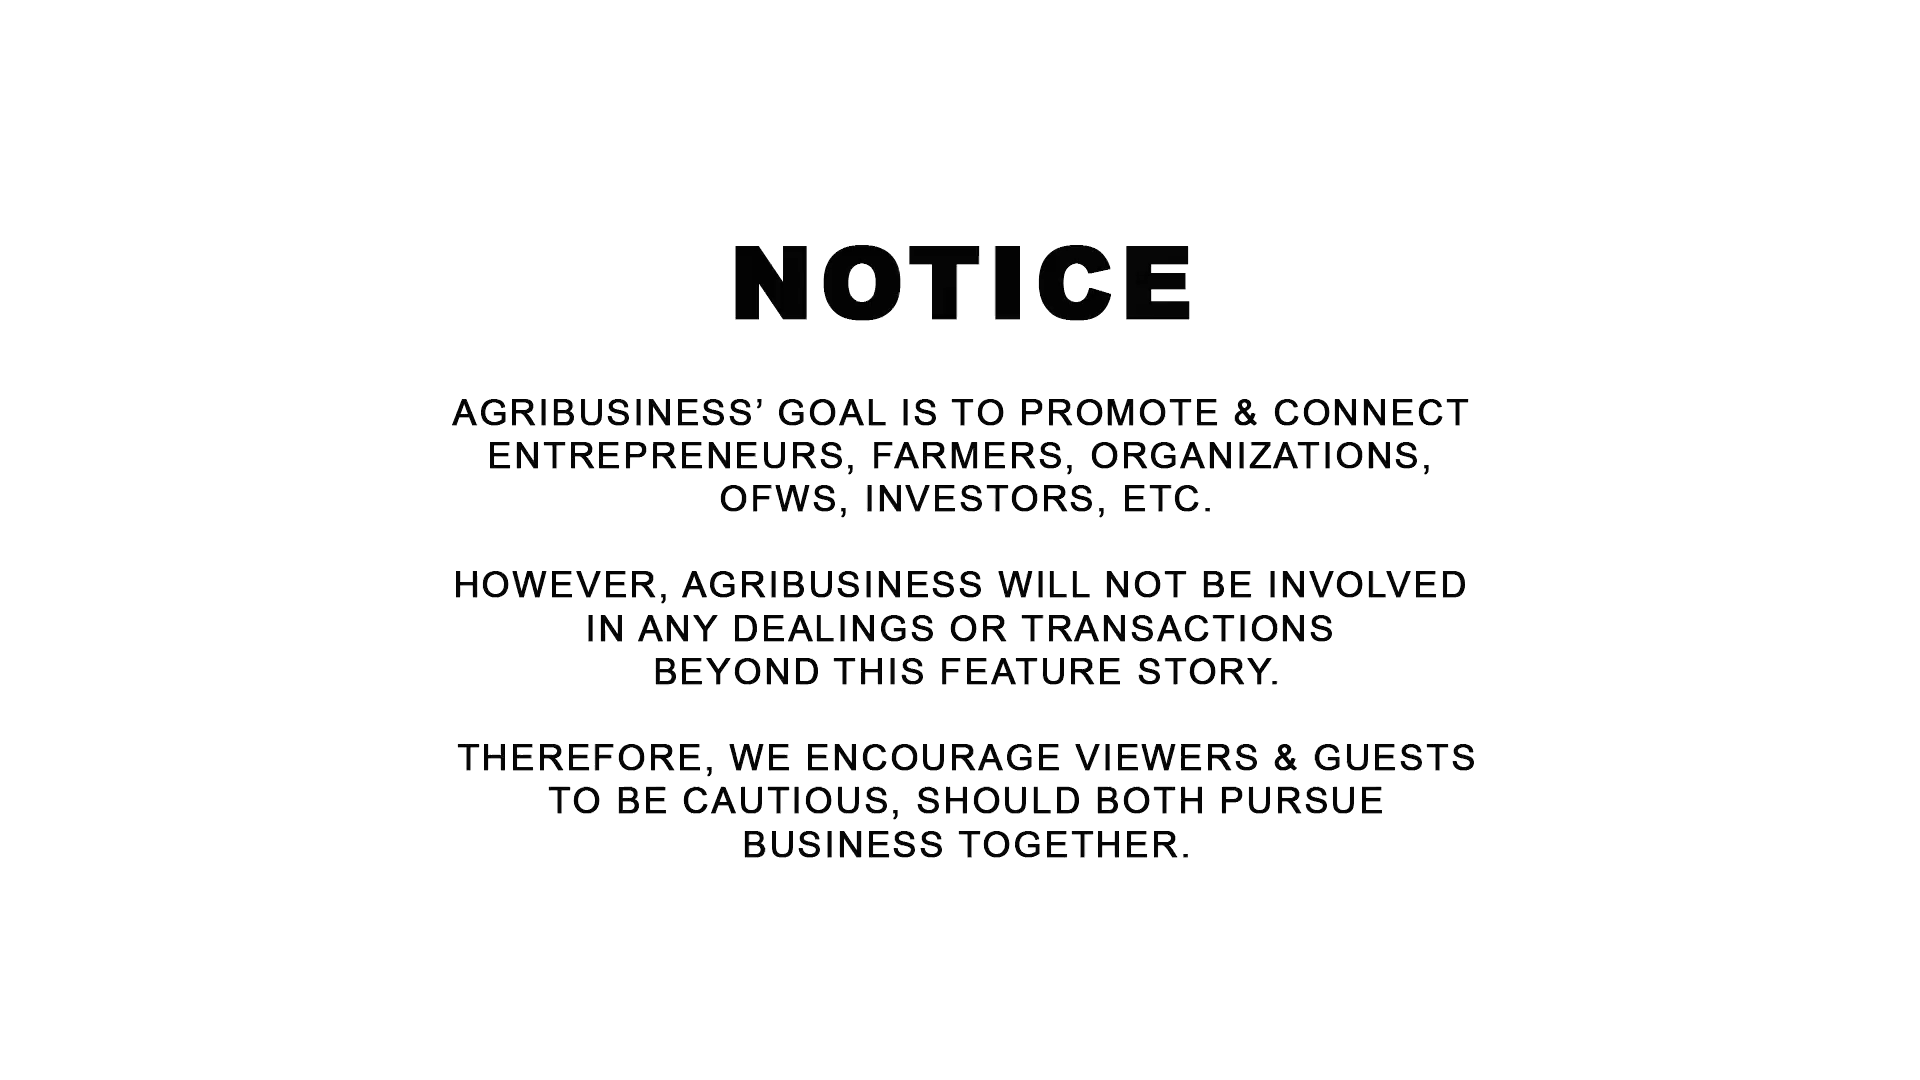 NOTICE
AGRIBUSINESS’ GOAL IS TO PROMOTE & CONNECT
ENTREPRENEURS, FARMERS, ORGANIZATIONS,
OFWS, INVESTORS, ETC.
HOWEVER, AGRIBUSINESS WILL NOT BE INVOLVED
IN ANY DEALINGS OR TRANSACTIONS
BEYOND THIS FEATURE STORY.
THEREFORE, WE ENCOURAGE VIEWERS & GUESTS
TO BE CAUTIOUS, SHOULD BOTH PURSUE
BUSINESS TOGETHER.